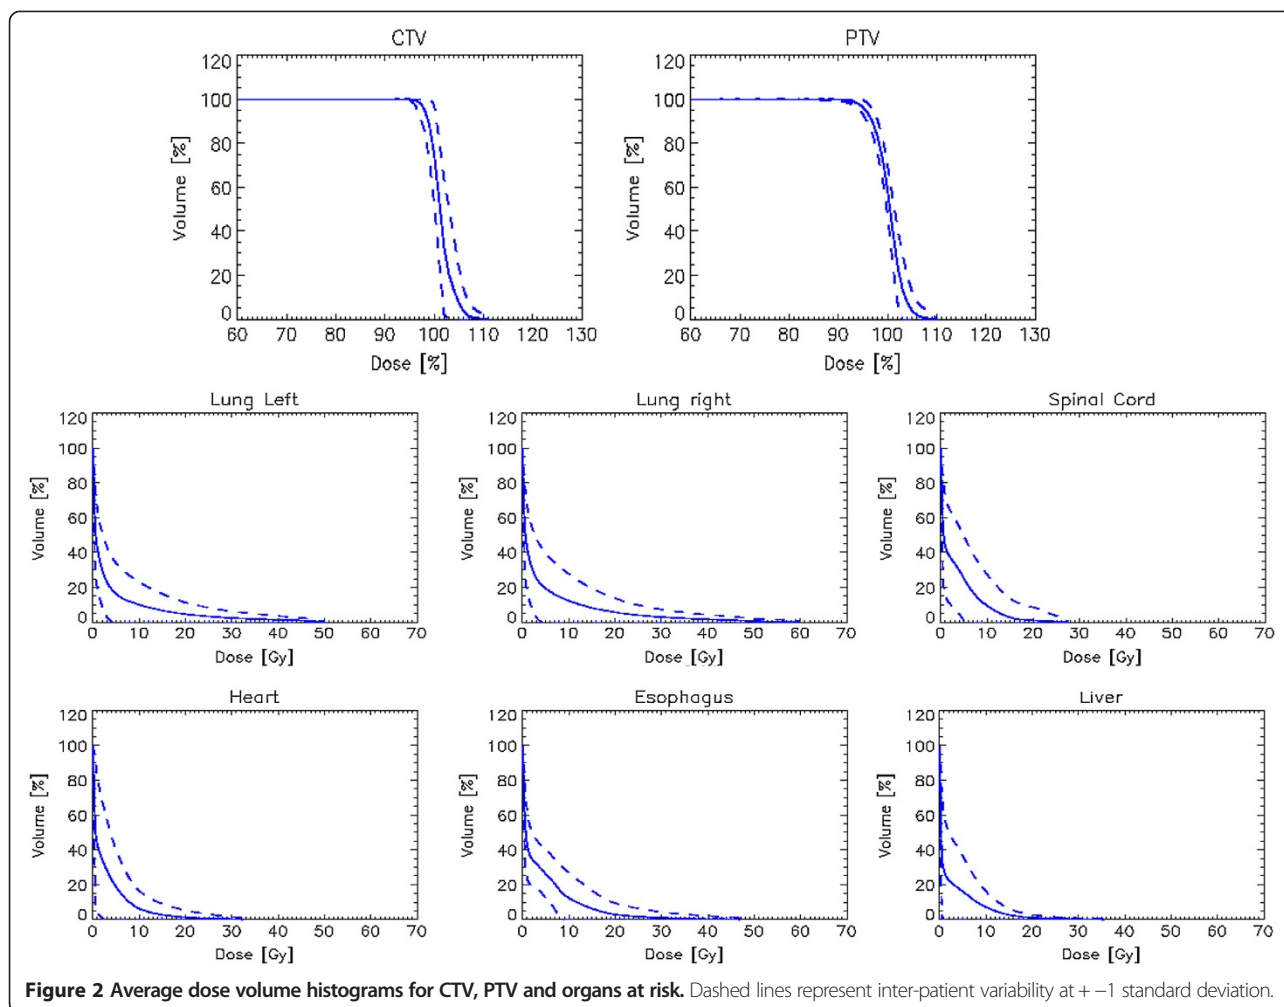 CTV PTV
120 120
100 100
80 80
60 60
40 40
20 20
0 0
Volume [%] Volume [%]
60 70 80 90 100 110 120 130 60 70 80 90 100 110 120 130
Dose [%] Dose [%]
Lung Left Lung right Spinal Cord
120 120 120
100 100 100
80 80 80
60 60 60
40 40 40
20 20 20
0 0 0
Volume [%] Volume [%] Volume [%]
0 10 20 30 40 50 60 70 0 10 20 30 40 50 60 70 0 10 20 30 40 50 60 70
Dose [Gy] Dose [Gy] Dose [Gy]
Heart Esophagus Liver
120 120 120
100 100 100
80 80 80
60 60 60
40 40 40
20 20 20
0 0 0
Volume [%] Volume [%] Volume [%]
0 10 20 30 40 50 60 70 0 10 20 30 40 50 60 70 0 10 20 30 40 50 60 70
Dose [Gy] Dose [Gy] Dose [Gy]
Figure 2 Average dose volume histograms for CTV, PTV and organs at risk. Dashed lines represent inter-patient variability at + −1 standard deviation.